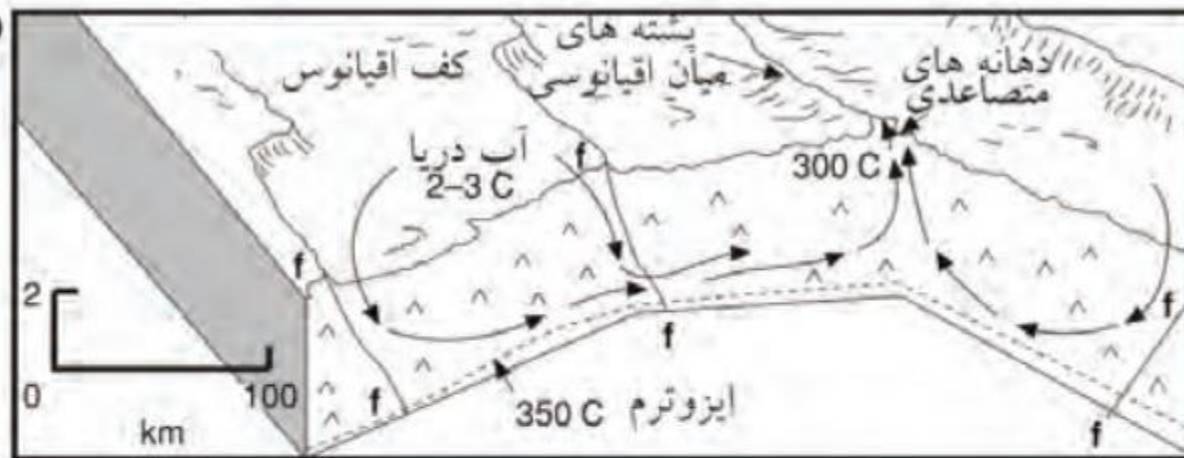 کف اقیانوس
پشته های
میان اقیانوسی
دهانه های
متصاعدی
آب دریا
2–3 C
f
300 C
f
2
f
f
f
f
0
100
km
350 C ایزوترم